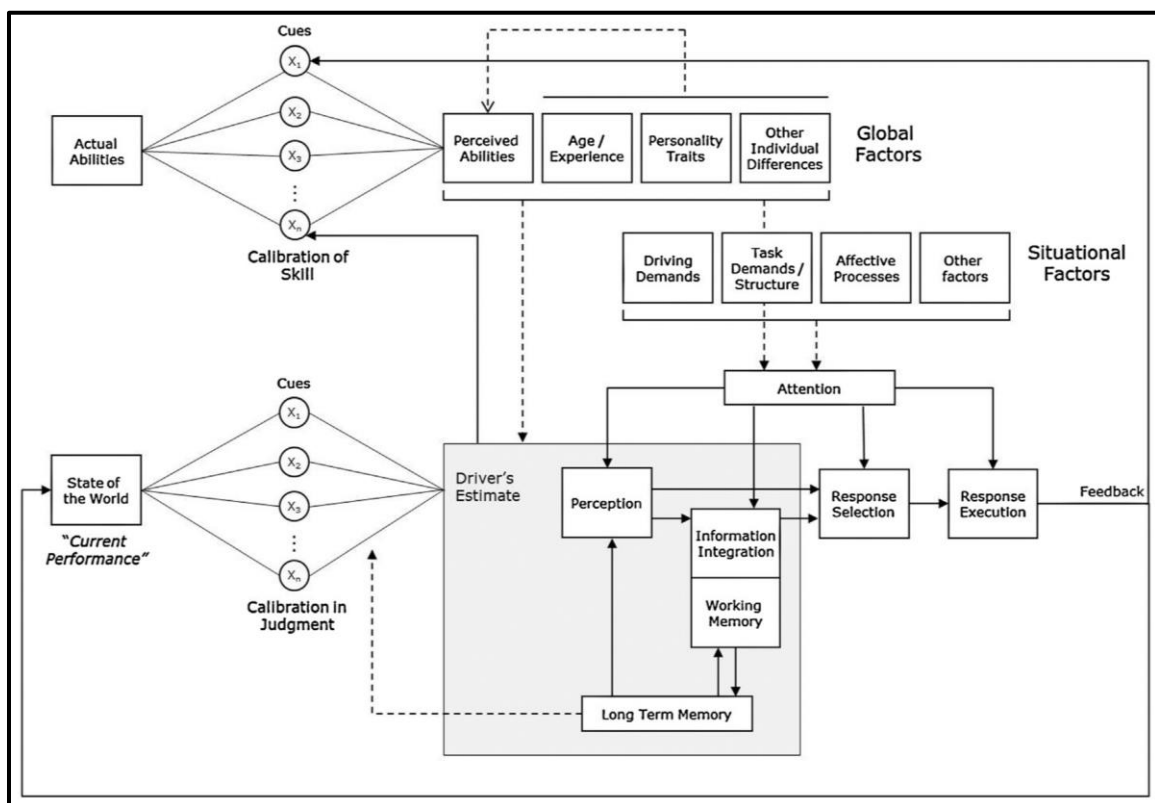 Cues
X1
X2
X3
⋮
Xn
Actual
Abilities
Calibration of
Skill
Perceived
Abilities
Age /
Experience
Personality
Traits
Other
Individual
Differences
Global
Factors
Driving
Demands
Task
Demands /
Structure
Affective
Processes
Other
factors
Situational
Factors
Attention
Cues
X1
X2
X3
⋮
Xn
State of
the World
"Current
Performance"
Calibration in
Judgment
Driver's
Estimate
Perception
Information
Integration
Working
Memory
Long Term Memory
Response
Selection
Response
Execution
Feedback